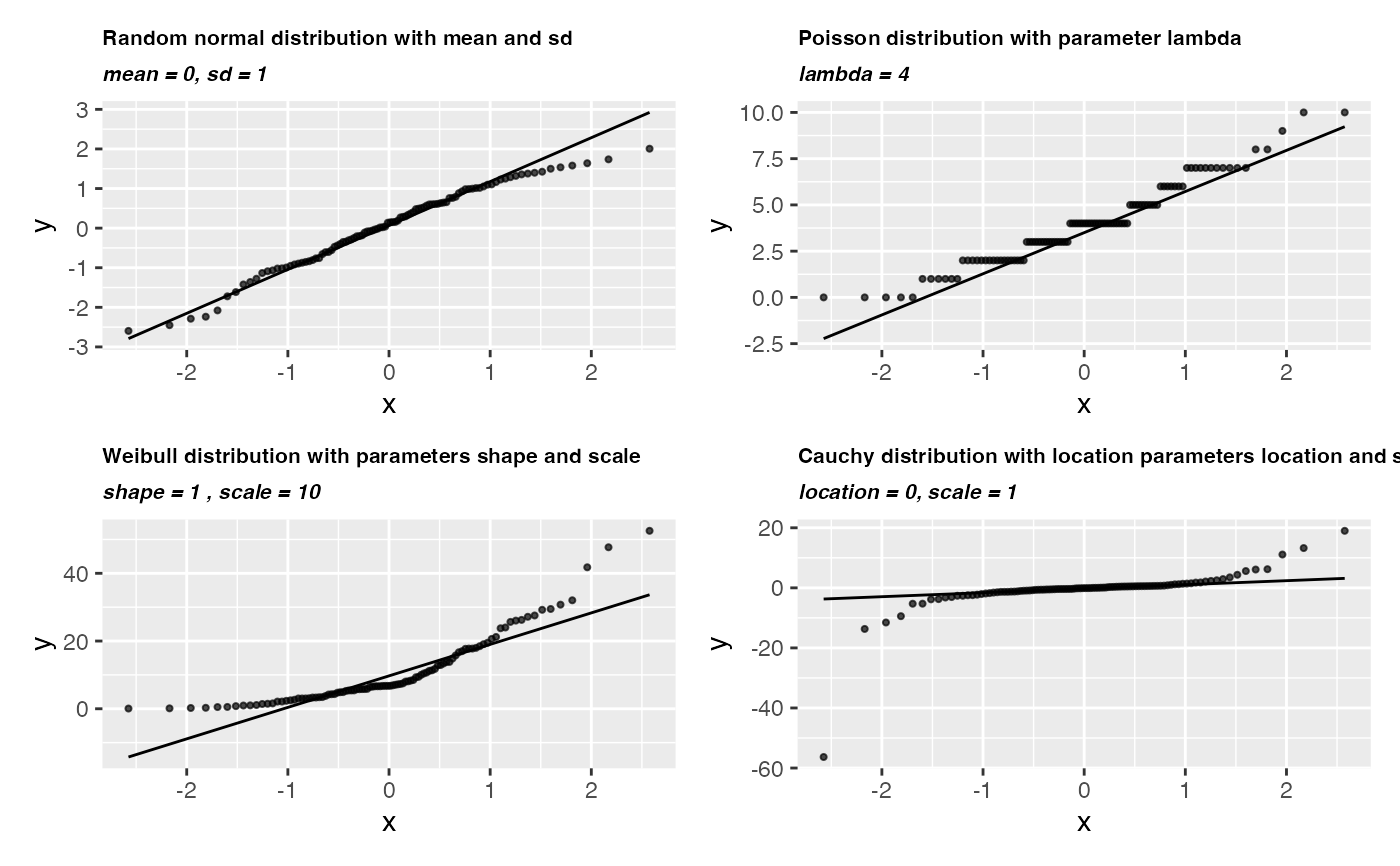 Random normal distribution with mean and sd
mean = 0, sd = 1
3
2
1
0
-1
-2
-3
y
-2 -1 0 1 2
x
Poisson distribution with parameter lambda
lambda = 4
10.0
7.5
5.0
2.5
0.0
-2.5
y
-2 -1 0 1 2
x
Weibull distribution with parameters shape and scale
shape = 1 , scale = 10
40
20
0
y
-2 -1 0 1 2
x
Cauchy distribution with location parameters location and s
location = 0, scale = 1
20
0
-20
-40
-60
y
-2 -1 0 1 2
x